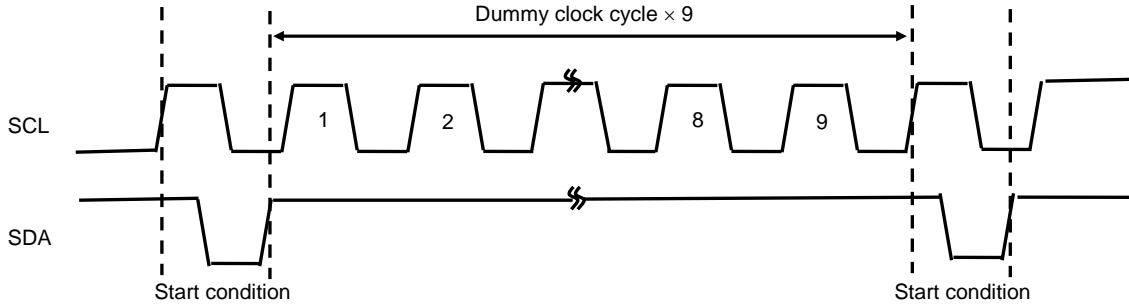 Dummy clock cycle × 9
SCL
1
2
8
9
SDA
Start condition
Start condition